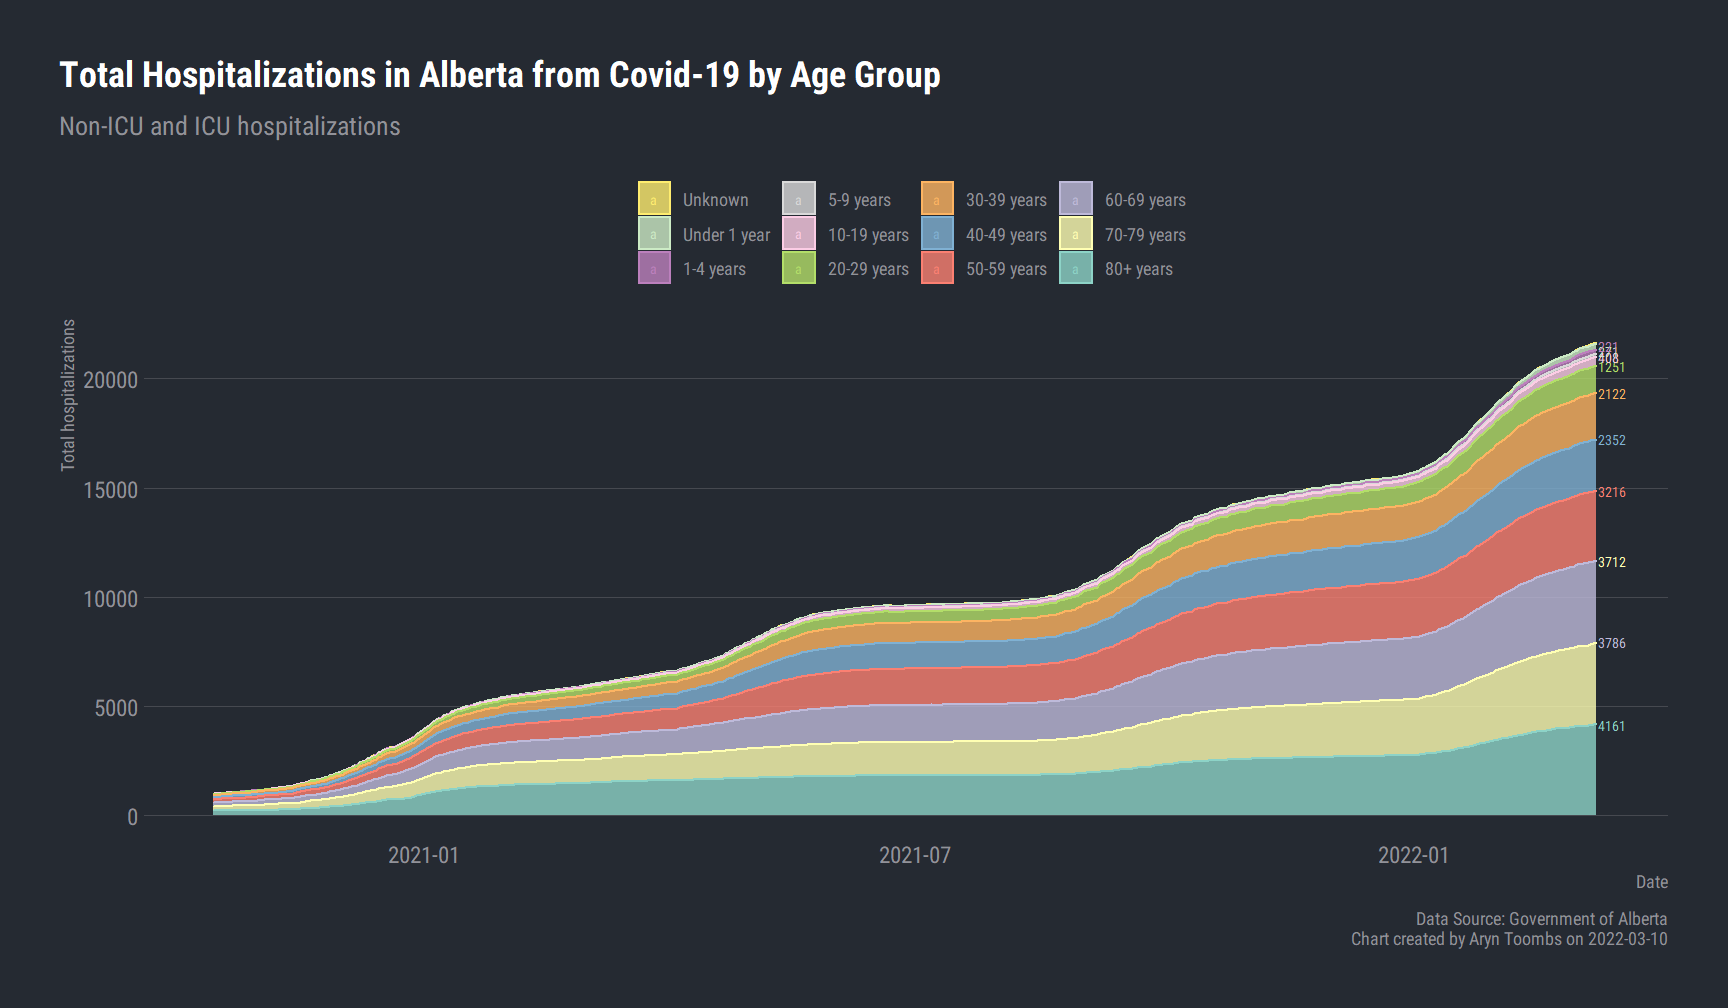 Total Hospitalizations in Alberta from Covid-19 by Age Group
Non-ICU and ICU hospitalizations
a Unknown a 5-9 years a 30-39 years a 60-69 years
a Under 1 year a 10-19 years a 40-49 years a 70-79 years
a 1-4 years a 20-29 years a 50-59 years a 80+ years
Total hospitalizations
20000
15000
10000
5000
0
408
1251
2122
2352
3216
3712
3786
4161
2021-01 2021-07 2022-01
Date
Data Source: Government of Alberta
Chart created by Aryn Toombs on 2022-03-10